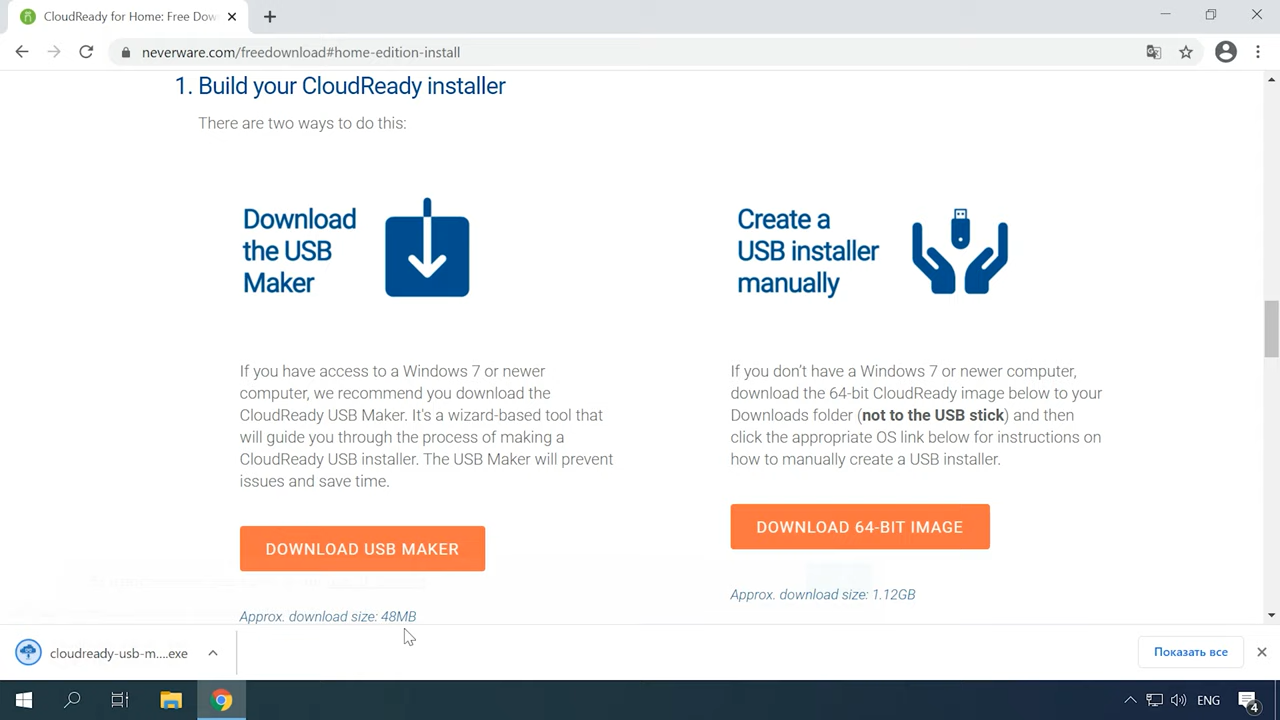 CloudReady for Home: Free Dow
neverware.com/freedownload#home-edition-install
1. Build your CloudReady installer
There are two ways to do this:
Download
the USB
Maker
If you have access to a Windows 7 or newer
computer, we recommend you download the
CloudReady USB Maker. It's a wizard-based tool that
will guide you through the process of making a
CloudReady USB installer. The USB Maker will prevent
issues and save time.
DOWNLOAD USB MAKER
Approx. download size: 48MB
Create a
USB installer
manually
If you don't have a Windows 7 or newer computer,
download the 64-bit CloudReady image below to your
Downloads folder (not to the USB stick) and then
click the appropriate OS link below for instructions on
how to manually create a USB installer.
DOWNLOAD 64-BIT IMAGE
Approx. download size: 1.12GB
cloudready-usb-m....exe
Показать все
ENG
4